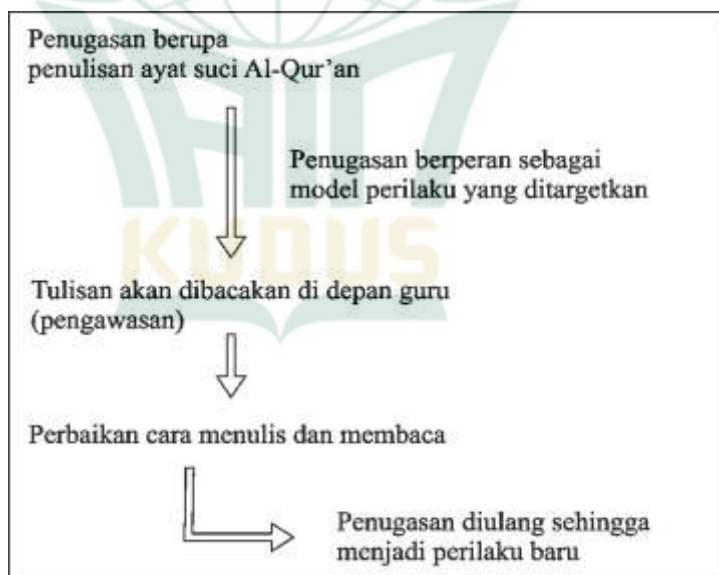 Penugasan berupa
penulisan ayat suci Al-Qur'an
Penugasan berperan sebagai
model perilaku yang ditargetkan
KUDUS
Tulisan akan dibacakan di depan guru
(pengawasan)
Perbaikan cara menulis dan membaca
Penugasan diulang sehingga
menjadi perilaku baru